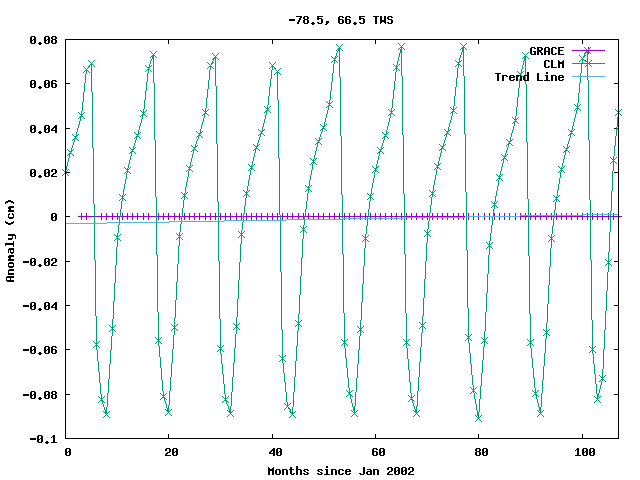 -78.5, 66.5 TWS
GRACE
CLM
Trend Line
0.08
0.06
0.04
0.02
0
-0.02
-0.04
-0.06
-0.08
-0.1
Anomaly (cm)
0 20 40 60 80 100
Months since Jan 2002